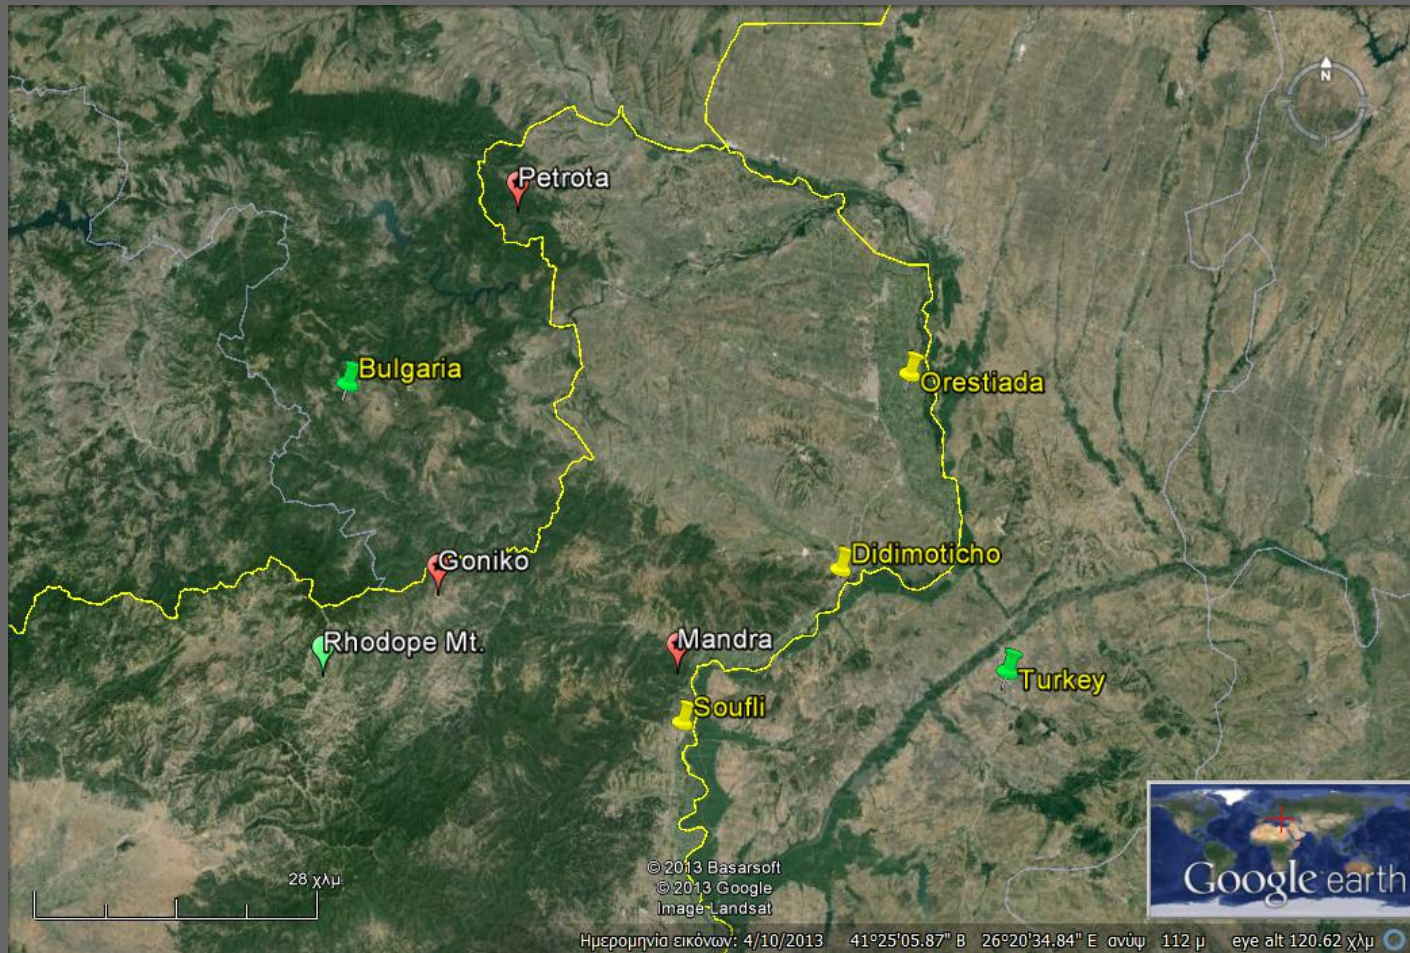 N
Petrota
Bulgaria
Orestiada
Didimoticho
Goniko
Mandra
Rhodope Mt.
Turkey
Soufli
28 χλμ
© 2013 Basarsoft
© 2013 Google
Image Landsat
Google earth
Ημερομηνία εικόνων: 4/10/2013 41°25'05.87" Β 26°20'34.84" Ε ανύψ 112 μ eye alt 120.62 χλμ